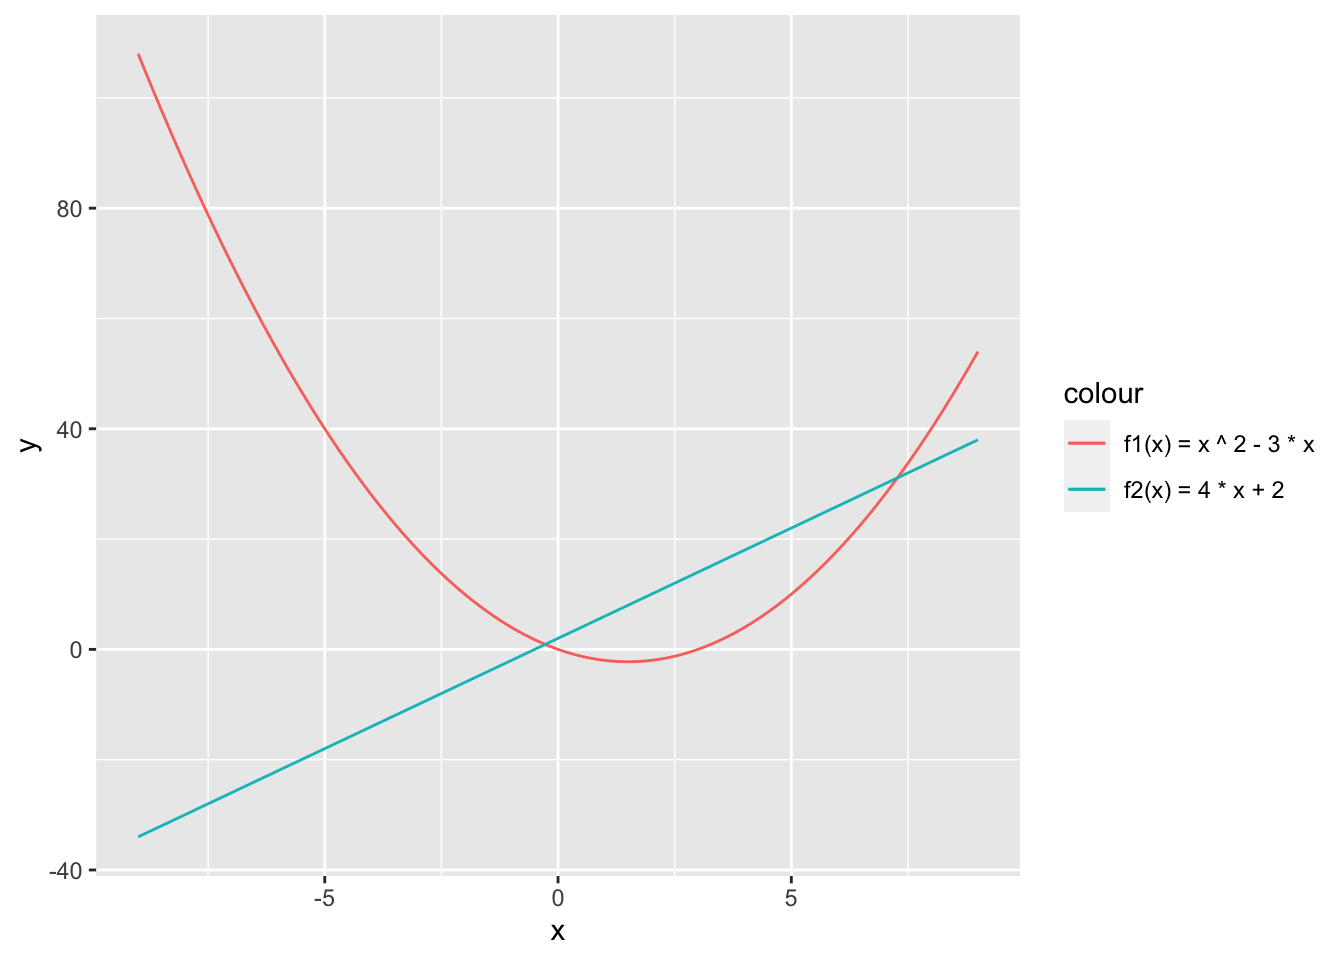 80
40
0
-40
y
-5
0
5
x
colour
f1(x) = x ^ 2 - 3 * x
f2(x) = 4 * x + 2